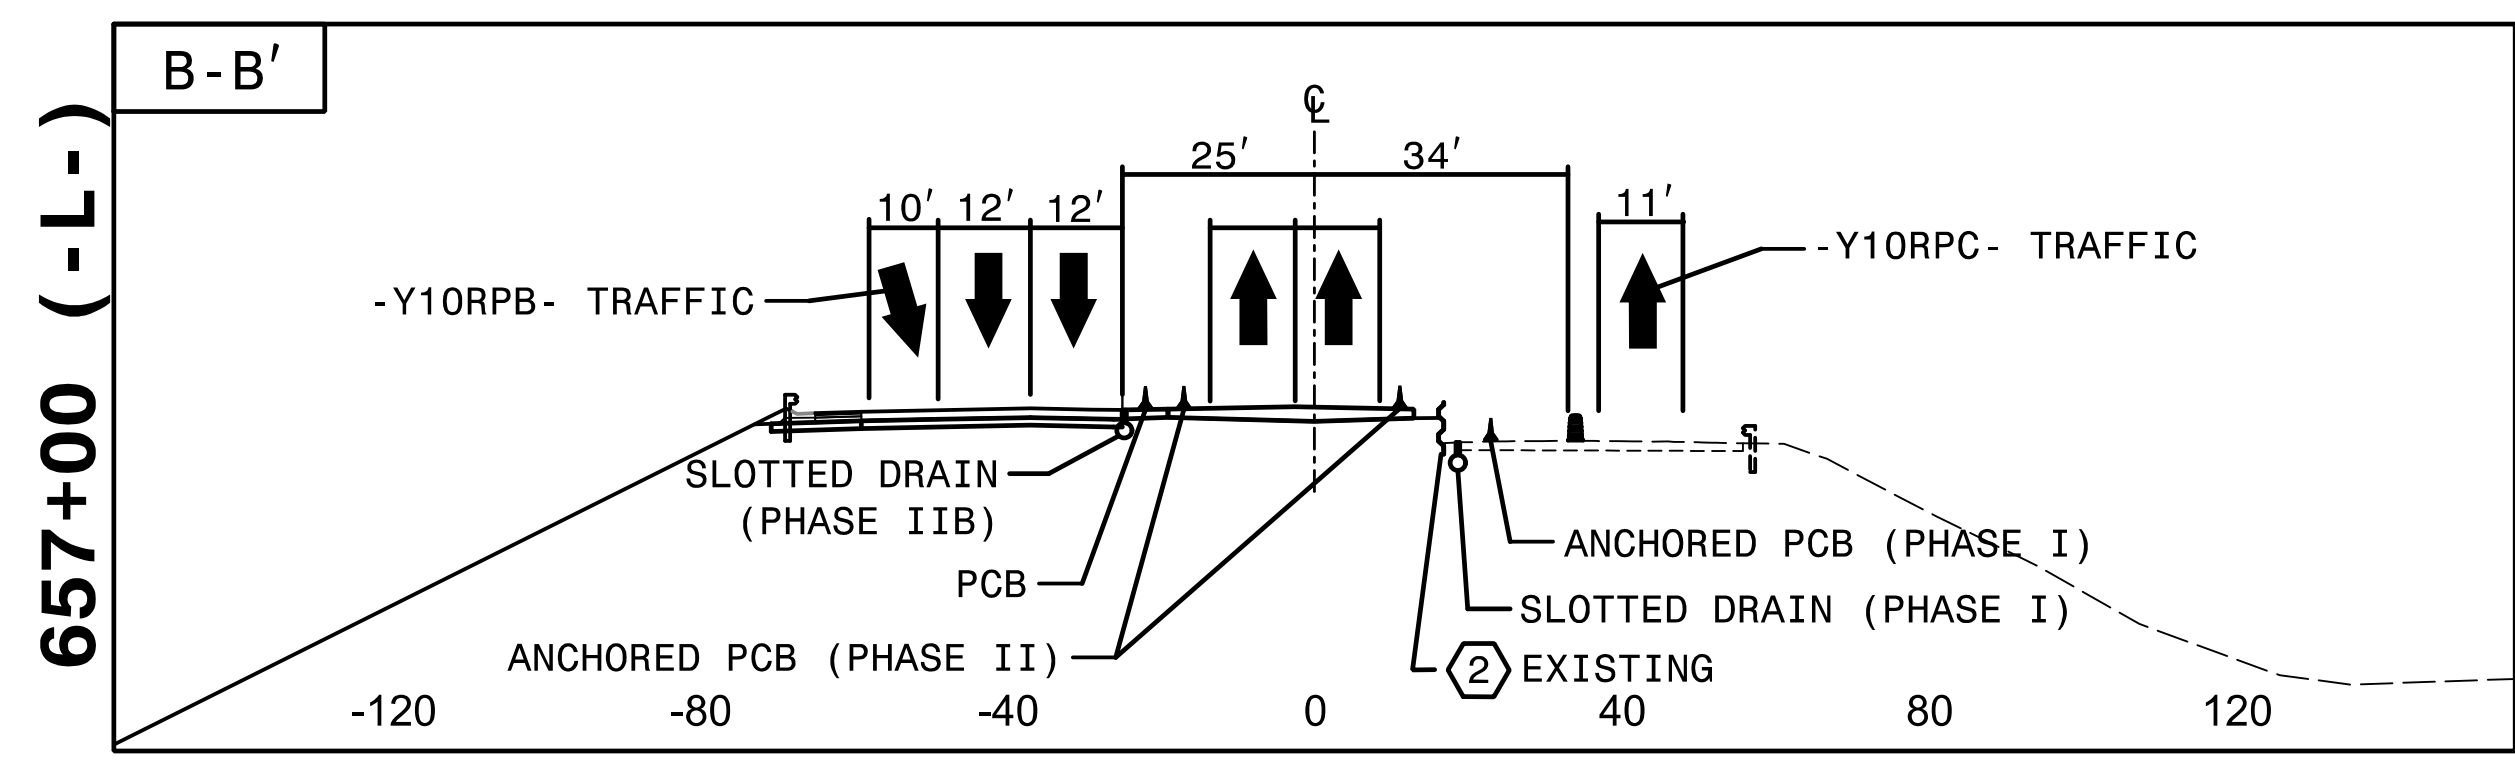 B-B'
657+00 (-L-)
℄
25' 34'
10' 12' 12' 11'
-Y10RPB- TRAFFIC
-Y10RPC- TRAFFIC
SLOTTED DRAIN
(PHASE IIB)
PCB
ANCHORED PCB (PHASE II)
ANCHORED PCB (PHASE I)
SLOTTED DRAIN (PHASE I)
2 EXISTING
-120 -80 -40 0 40 80 120